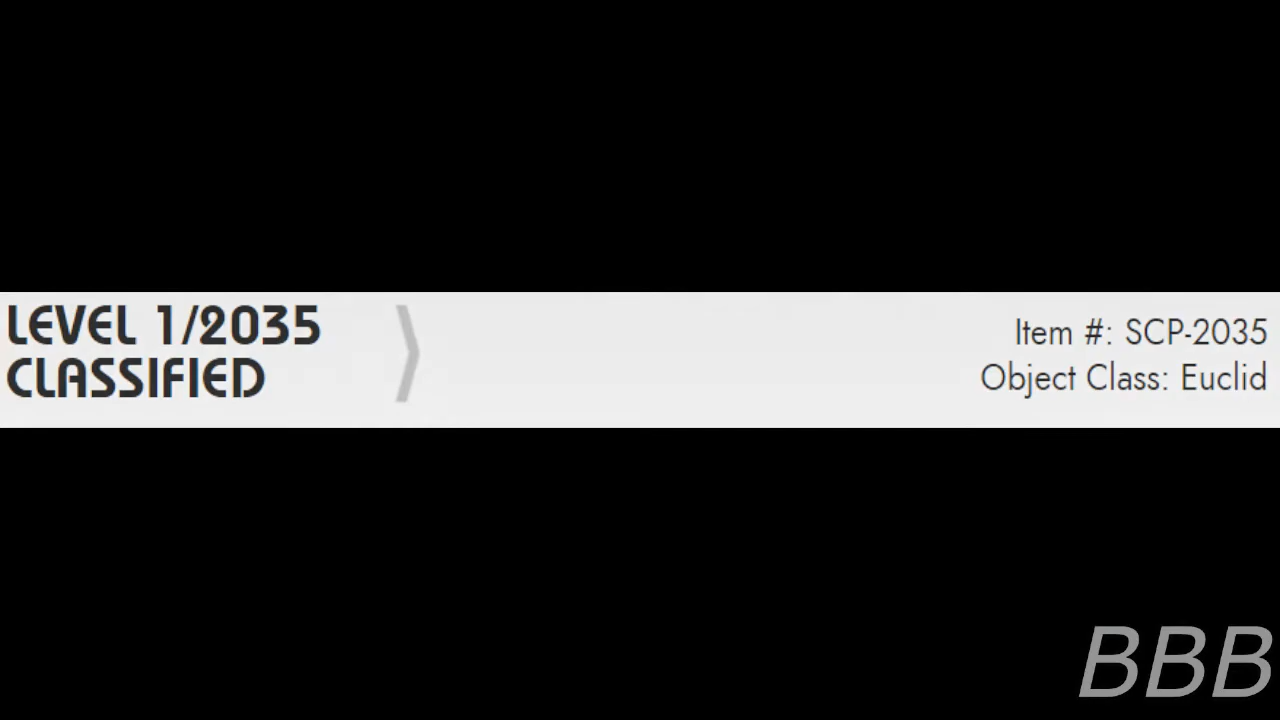 LEVEL 1/2035
CLASSIFIED
Item #: SCP-2035
Object Class: Euclid
BBB